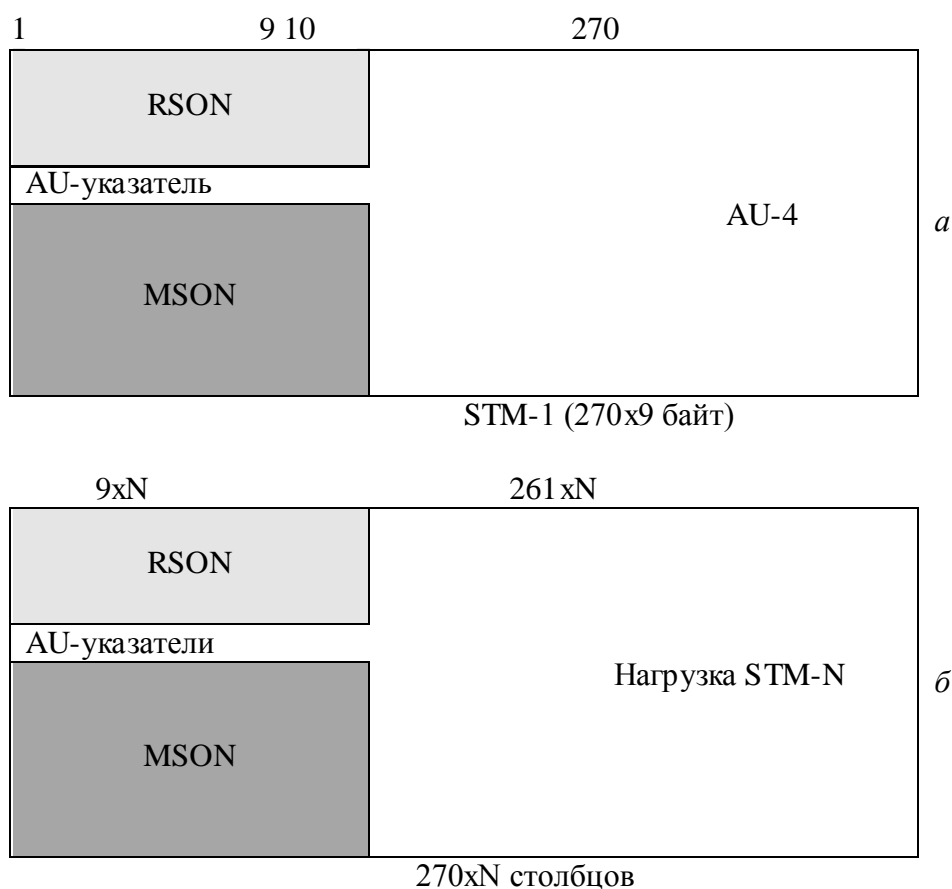 1 9 10 270
RSON
AU-указатель
AU-4
а
MSON
STM-1 (270x9 байт)
9xN 261xN
RSON
AU-указатели
Нагрузка STM-N
б
MSON
270xN столбцов